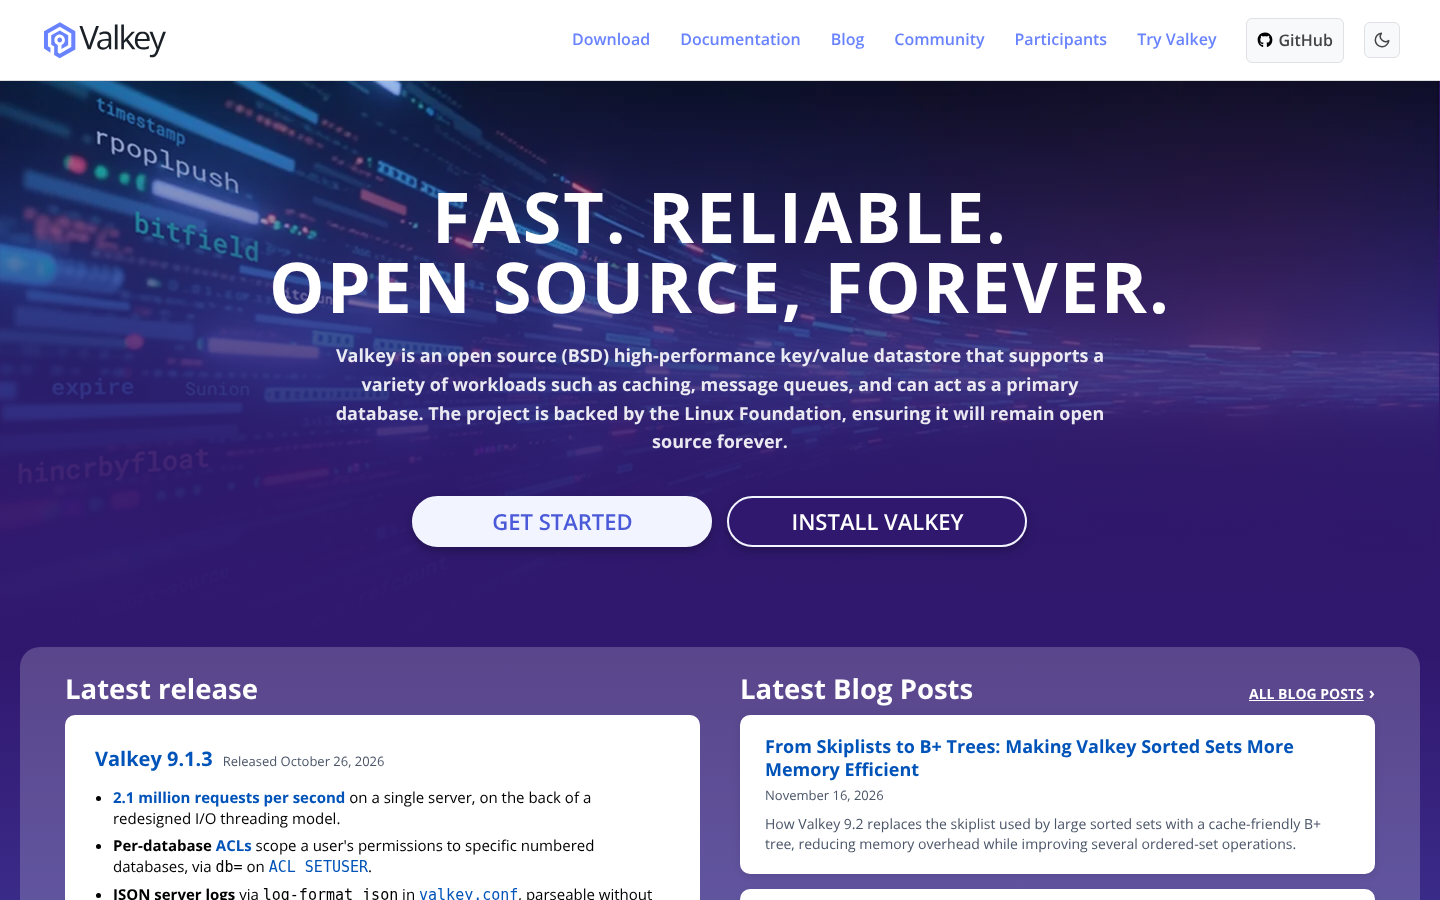 Valkey
Download
Documentation
Blog
Community
Participants
Try Valkey
GitHub
timestamp
rpoplpush
bitfield
expire
Sunion
hincrbyfloat
FAST. RELIABLE.
OPEN SOURCE, FOREVER.
Valkey is an open source (BSD) high-performance key/value datastore that supports a
variety of workloads such as caching, message queues, and can act as a primary
database. The project is backed by the Linux Foundation, ensuring it will remain open
source forever.
GET STARTED
INSTALL VALKEY
Latest release
Valkey 9.1.3 Released October 26, 2026
• 2.1 million requests per second on a single server, on the back of a
redesigned I/O threading model.
• Per-database ACLs scope a user's permissions to specific numbered
databases, via db= on ACL SETUSER.
• JSON server logs via log-format json in valkey.conf, parseable without
Latest Blog Posts
ALL BLOG POSTS ›
From Skiplists to B+ Trees: Making Valkey Sorted Sets More
Memory Efficient
November 16, 2026
How Valkey 9.2 replaces the skiplist used by large sorted sets with a cache-friendly B+
tree, reducing memory overhead while improving several ordered-set operations.